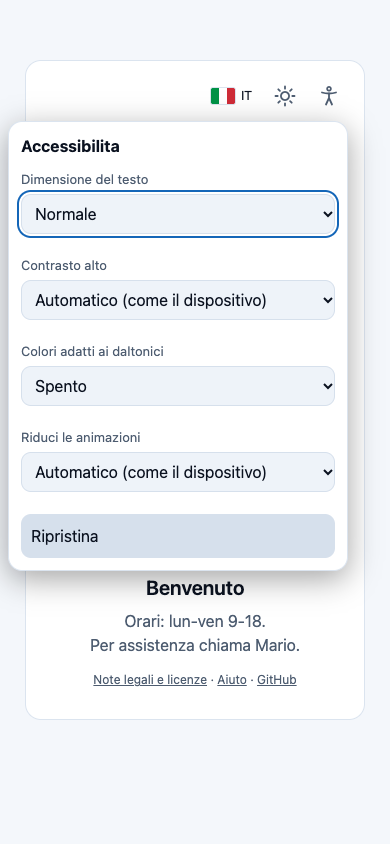 IT
Accessibilita
Dimensione del testo
Normale
Contrasto alto
Automatico (come il dispositivo)
Colori adatti ai daltonici
Spento
Riduci le animazioni
Automatico (come il dispositivo)
Ripristina
Benvenuto
Orari: lun-ven 9-18.
Per assistenza chiama Mario.
Note legali e licenze · Aiuto · GitHub